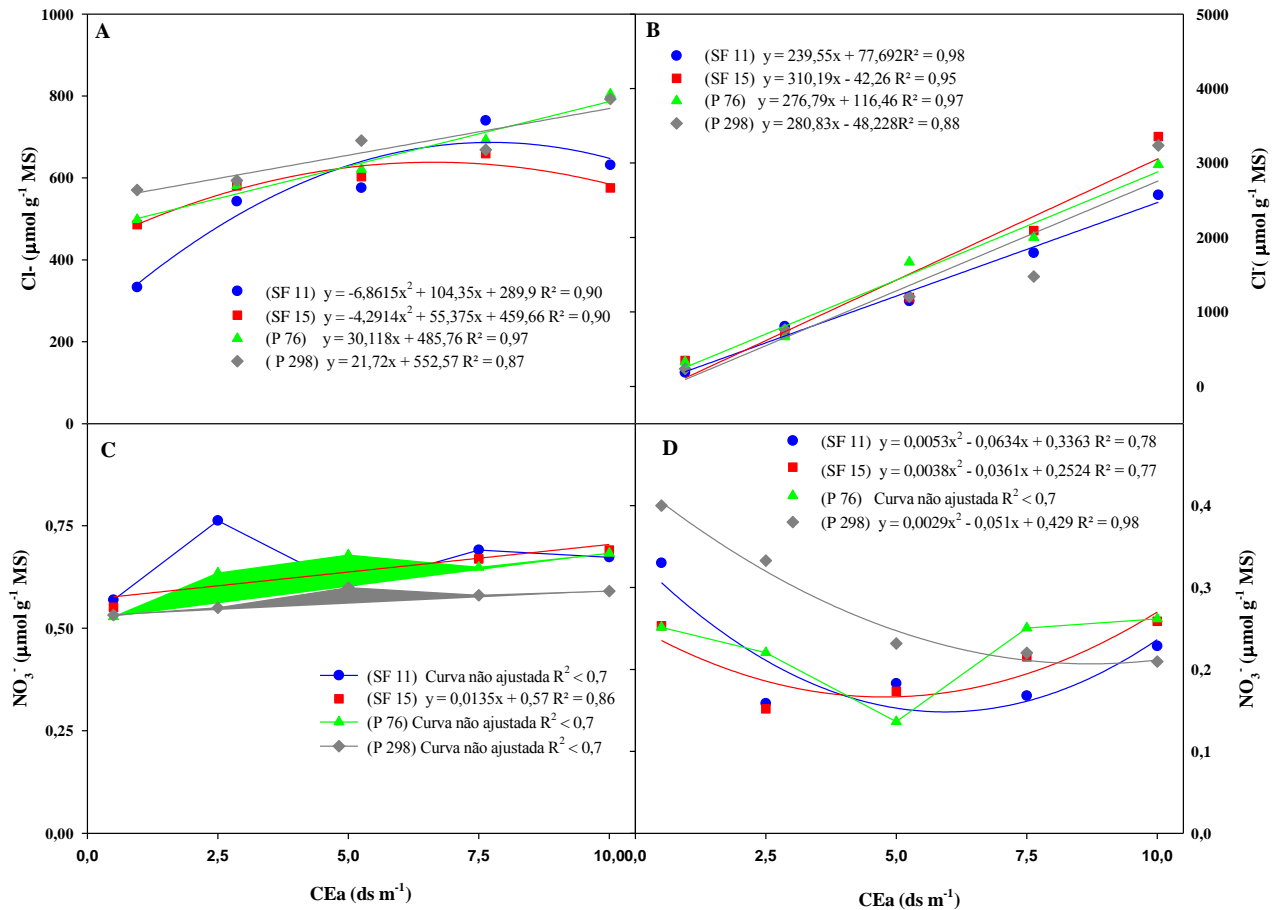 A
Cl- (µmol g⁻¹ MS)
1000
800
600
400
200
0
(SF 11) y = -6,8615x² + 104,35x + 289,9 R² = 0,90
(SF 15) y = -4,2914x² + 55,375x + 459,66 R² = 0,90
(P 76) y = 30,118x + 485,76 R² = 0,97
( P 298) y = 21,72x + 552,57 R² = 0,87
B
(SF 11) y = 239,55x + 77,692R² = 0,98
(SF 15) y = 310,19x - 42,26 R² = 0,95
(P 76) y = 276,79x + 116,46 R² = 0,97
(P 298) y = 280,83x - 48,228R² = 0,88
5000
4000
3000
2000
1000
0
Cl⁻( µmol g⁻¹ MS)
C
NO₃⁻ (µmol g⁻¹ MS)
0,75
0,50
0,25
0,00
(SF 11) Curva não ajustada R² < 0,7
(SF 15) y = 0,0135x + 0,57 R² = 0,86
(P 76) Curva não ajustada R² < 0,7
(P 298) Curva não ajustada R² < 0,7
0,0 2,5 5,0 7,5 10,0
CEa (ds m⁻¹)
D
(SF 11) y = 0,0053x² - 0,0634x + 0,3363 R² = 0,78
(SF 15) y = 0,0038x² - 0,0361x + 0,2524 R² = 0,77
(P 76) Curva não ajustada R² < 0,7
(P 298) y = 0,0029x² - 0,051x + 0,429 R² = 0,98
0,4
0,3
0,2
0,1
0,0
NO₃⁻ (µmol g⁻¹ MS)
0,0 2,5 5,0 7,5 10,0
CEa (ds m⁻¹)